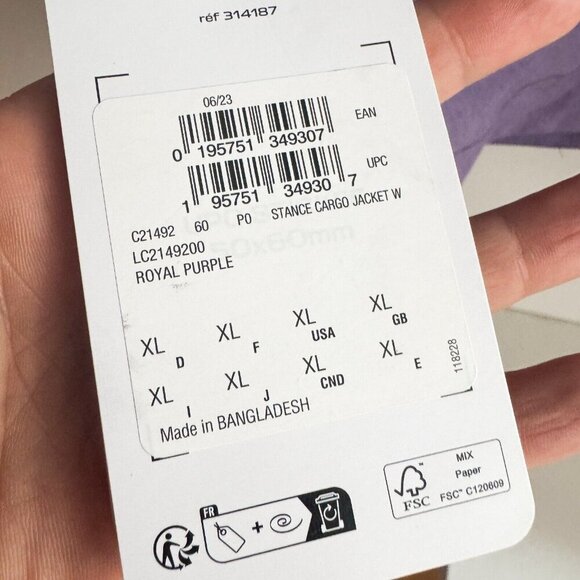 réf 314187
06/23
EAN
0 195751 349307
UPC
1 95751 34930 7
C21492 60 PO STANCE CARGO JACKET W
LC2149200
ROYAL PURPLE
XL D XL F XL USA XL GB
XL I XL J XL CND XL E
118228
Made in BANGLADESH
FR
+
MIX
Paper
FSC™ C120609
FSC